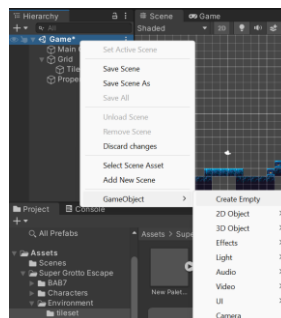 Hierarchy
a
Scene
Game
All
Shaded
2D
Game*
Main
Grid
Tile
Prope
Set Active Scene
Save Scene
Save Scene As
Save All
Unload Scene
Remove Scene
Discard changes
Select Scene Asset
Add New Scene
GameObject
Create Empty
2D Object
3D Object
Effects
Light
Audio
Video
UI
Camera
Project
Console
All Prefabs
Assets
Scenes
Super Grotto Escape
BAB7
Characters
Environment
tileset
Assets > Supe
New Palet...